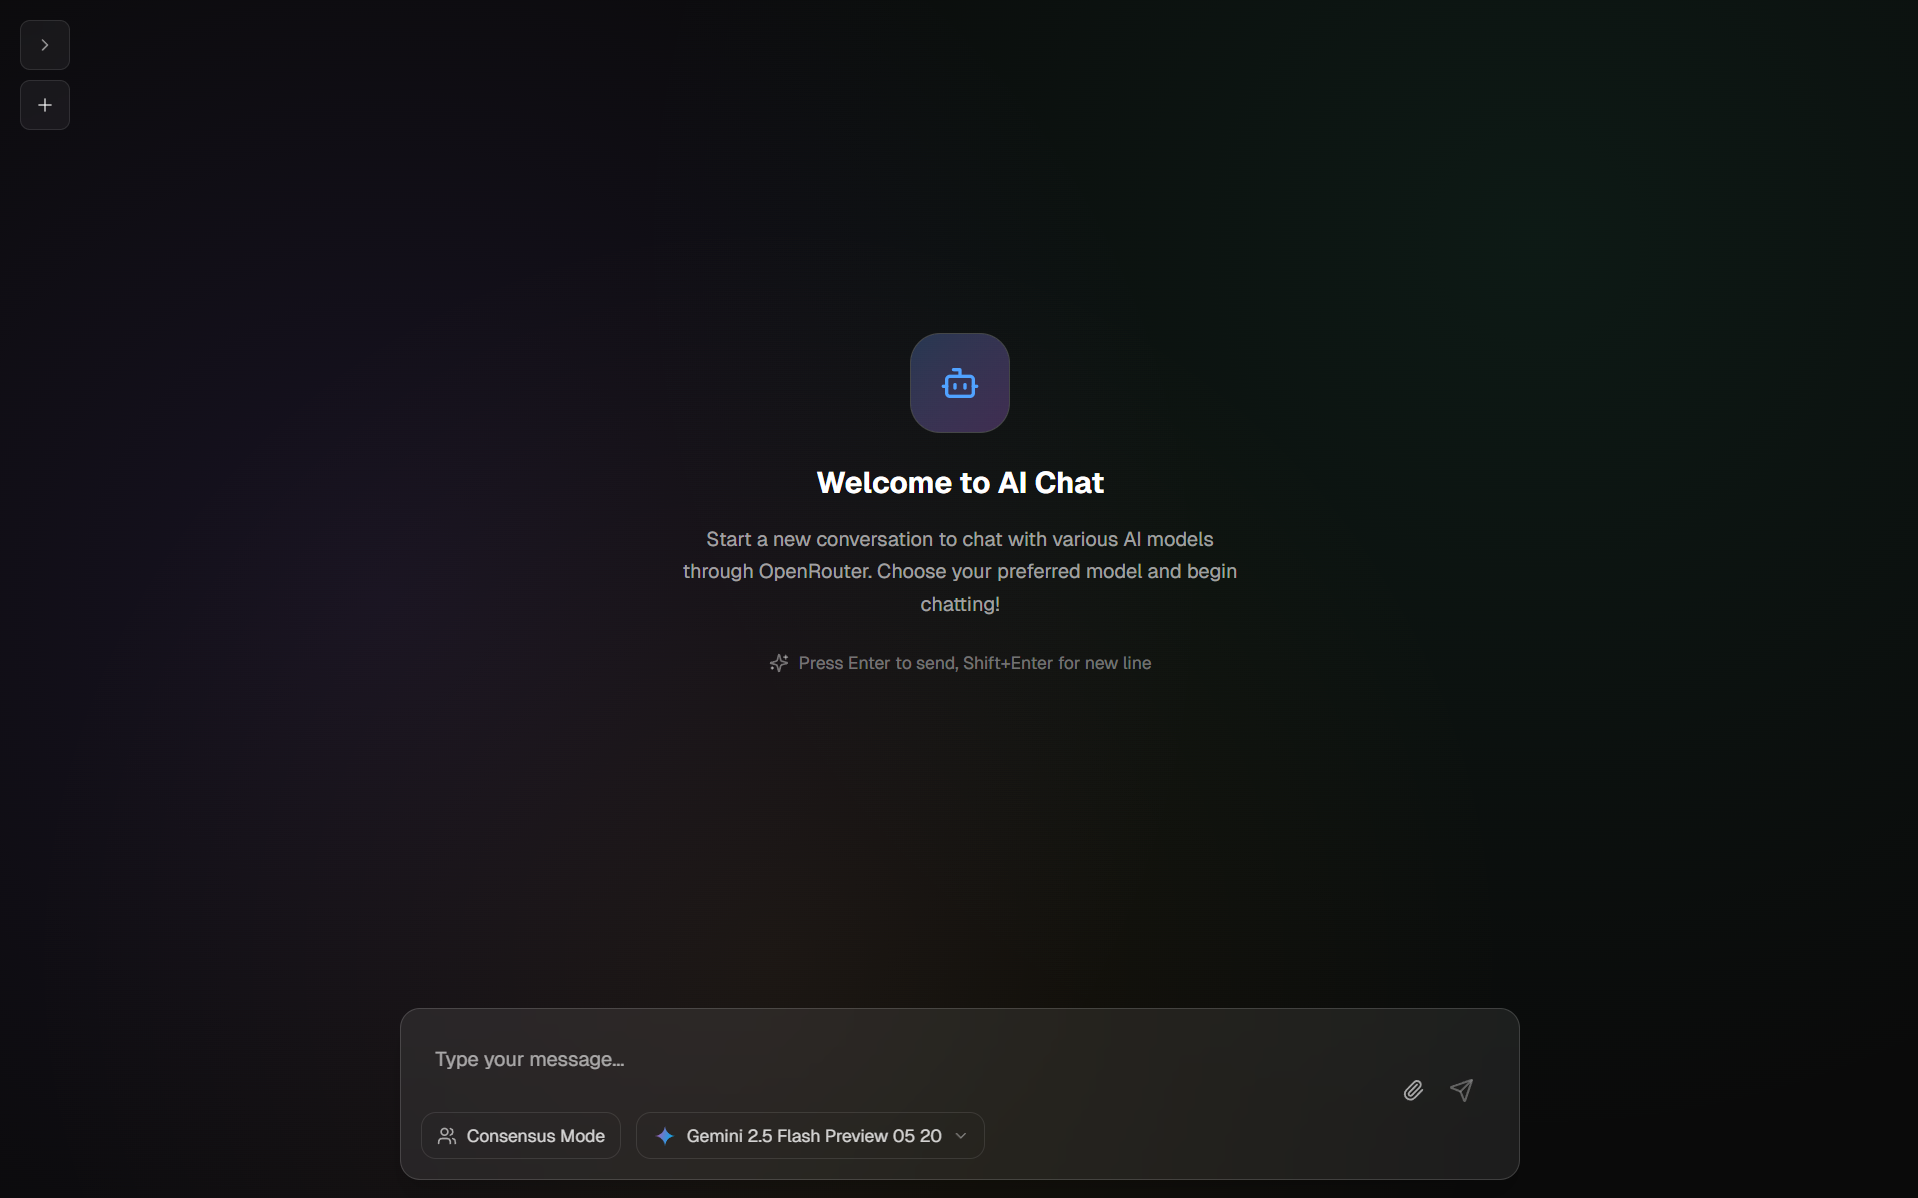 Welcome to AI Chat
Start a new conversation to chat with various AI models
through OpenRouter. Choose your preferred model and begin
chatting!
Press Enter to send, Shift+Enter for new line
Type your message...
Consensus Mode
Gemini 2.5 Flash Preview 05 20